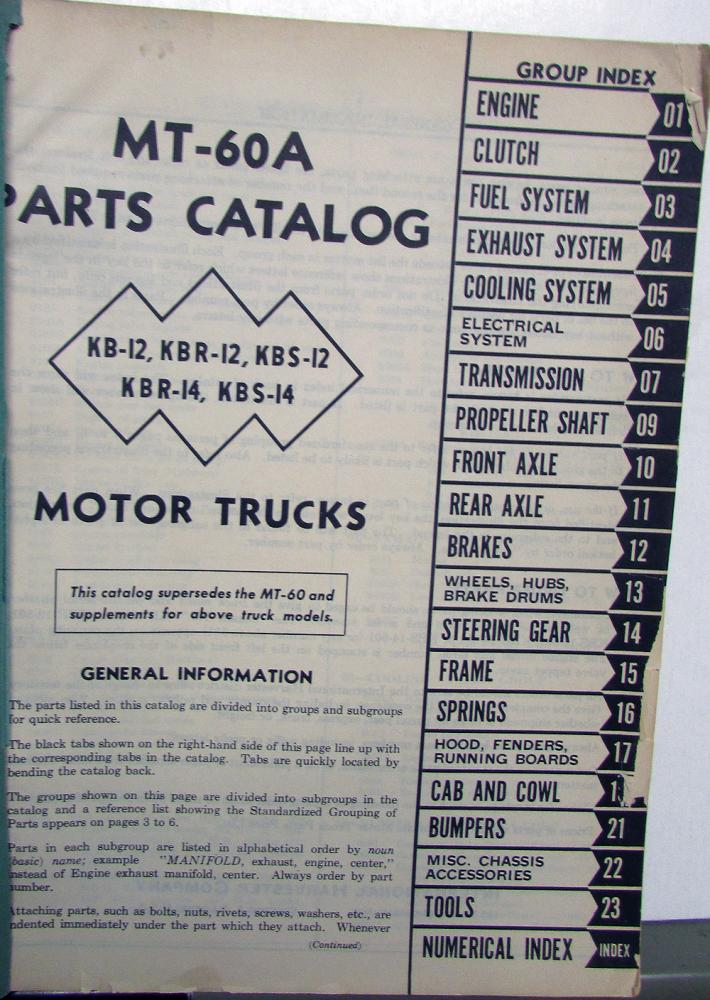 MT-60A
PARTS CATALOG
KB-12, KBR-12, KBS-12
KBR-14, KBS-14
MOTOR TRUCKS
This catalog supersedes the MT-60 and
supplements for above truck models.
GENERAL INFORMATION
The parts listed in this catalog are divided into groups and subgroups
for quick reference.
The black tabs shown on the right-hand side of this page line up with
the corresponding tabs in the catalog. Tabs are quickly located by
bending the catalog back.
The groups shown on this page are divided into subgroups in the
catalog and a reference list showing the Standardized Grouping of
Parts appears on pages 3 to 6.
Parts in each subgroup are listed in alphabetical order by noun
(basic) name; example "MANIFOLD, exhaust, engine, center,"
instead of Engine exhaust manifold, center. Always order by part
number.
Attaching parts, such as bolts, nuts, rivets, screws, washers, etc., are
indented immediately under the part which they attach. Whenever
(Continued)
GROUP INDEX
ENGINE 01
CLUTCH 02
FUEL SYSTEM 03
EXHAUST SYSTEM 04
COOLING SYSTEM 05
ELECTRICAL
SYSTEM 06
TRANSMISSION 07
PROPELLER SHAFT 09
FRONT AXLE 10
REAR AXLE 11
BRAKES 12
WHEELS, HUBS,
BRAKE DRUMS 13
STEERING GEAR 14
FRAME 15
SPRINGS 16
HOOD, FENDERS,
RUNNING BOARDS 17
CAB AND COWL
BUMPERS 21
MISC. CHASSIS
ACCESSORIES 22
TOOLS 23
NUMERICAL INDEX INDEX